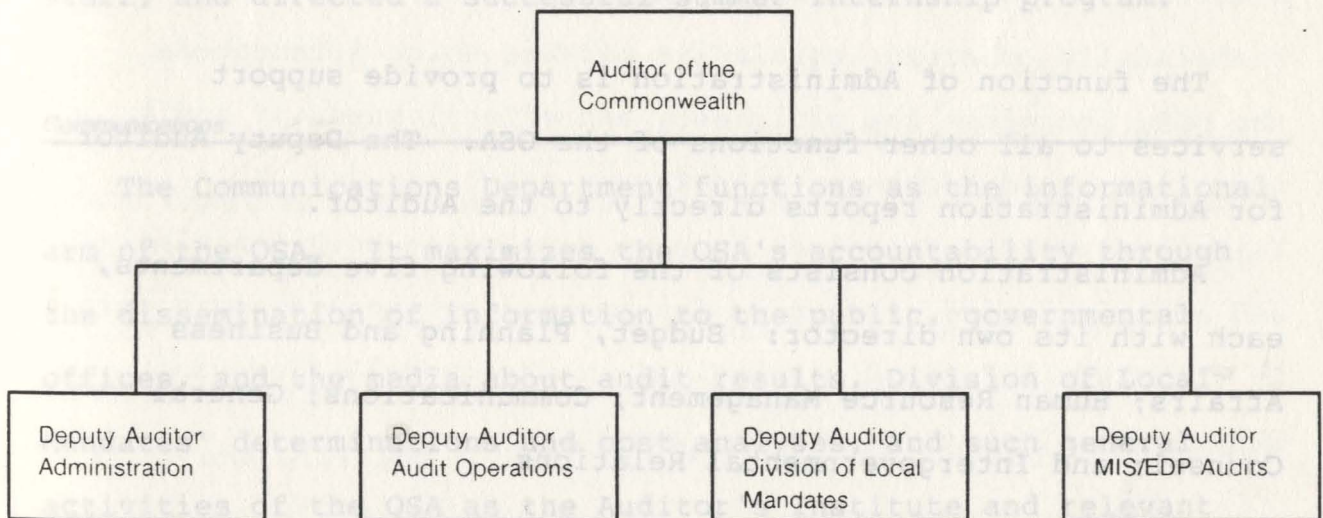 Auditor of the
Commonwealth
The function of Administration is to provide support
Communications
services to all other functions of the OSA. The Deputy Auditor
The Communications Department functions as the informational
for Administration reports directly to the Auditor.
arm of the OSA. It maximizes the OSA's accountability through
Administration consists of the following five departments,
the dissemination of information to the public, governmental
each with its own director: Budget, Planning and Business
offices, and the media about audit results, Division of Local
Affairs; Human Resource Management; Communications; General
Deputy Auditor
Administration
Deputy Auditor
Audit Operations
Deputy Auditor
Division of Local
Mandates
Deputy Auditor
MIS/EDP Audits
determinations and cost analyses, and such general
and Intergovernmental Relations
activities of the OSA as the Auditor's Institute and relevant